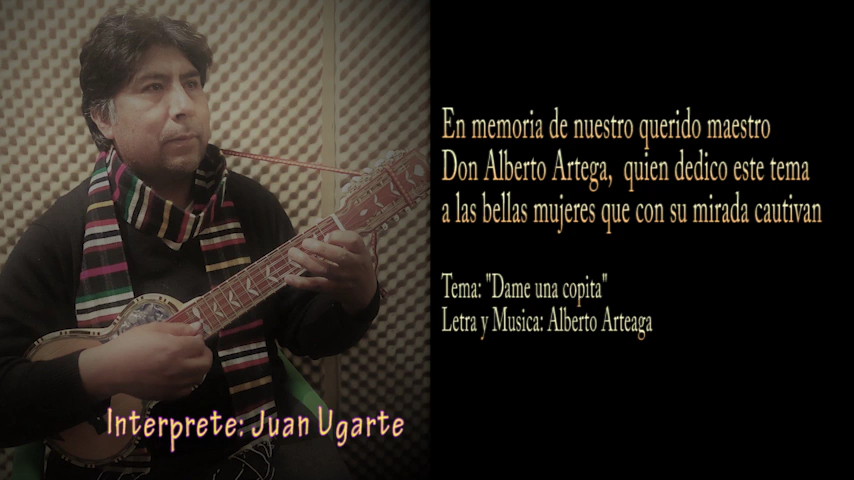 En memoria de nuestro querido maestro
Don Alberto Artega, quien dedico este tema
a las bellas mujeres que con su mirada cautivan
Tema: "Dame una copita"
Letra y Musica: Alberto Arteaga
Interprete: Juan Ugarte